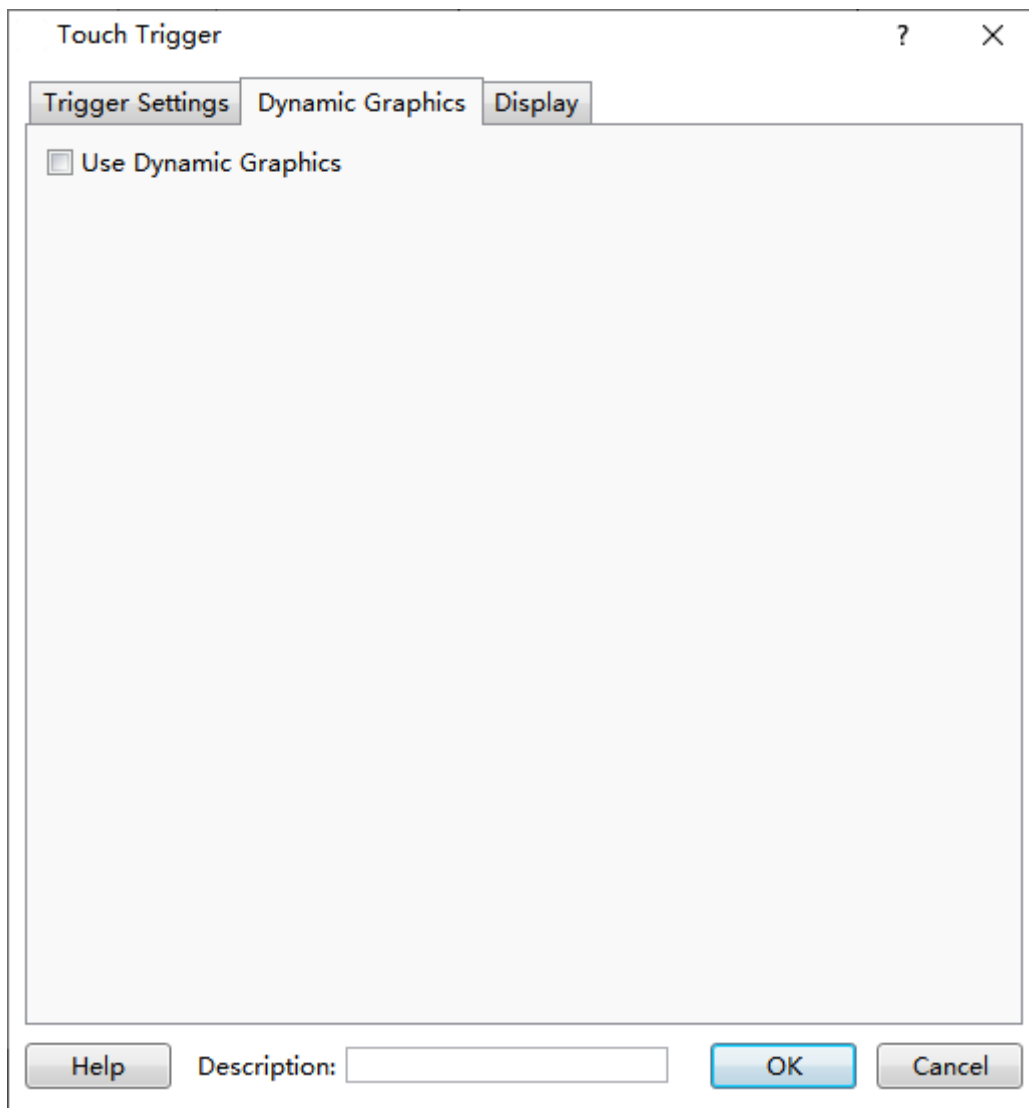 Touch Trigger ?
Trigger Settings Dynamic Graphics Display
Use Dynamic Graphics
Help Description: OK Cancel